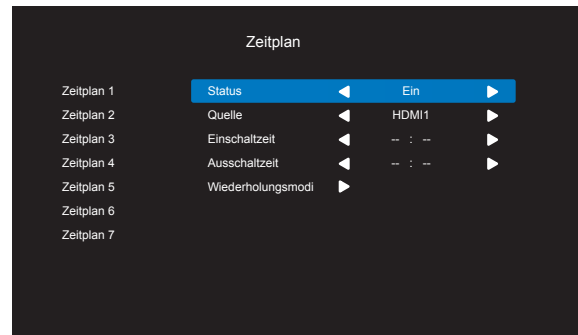 Zeitplan
Zeitplan 1 Status Ein
Zeitplan 2 Quelle HDMI1
Zeitplan 3 Einschaltzeit -- : --
Zeitplan 4 Ausschaltzeit -- : --
Zeitplan 5 Wiederholungsmodi
Zeitplan 6
Zeitplan 7